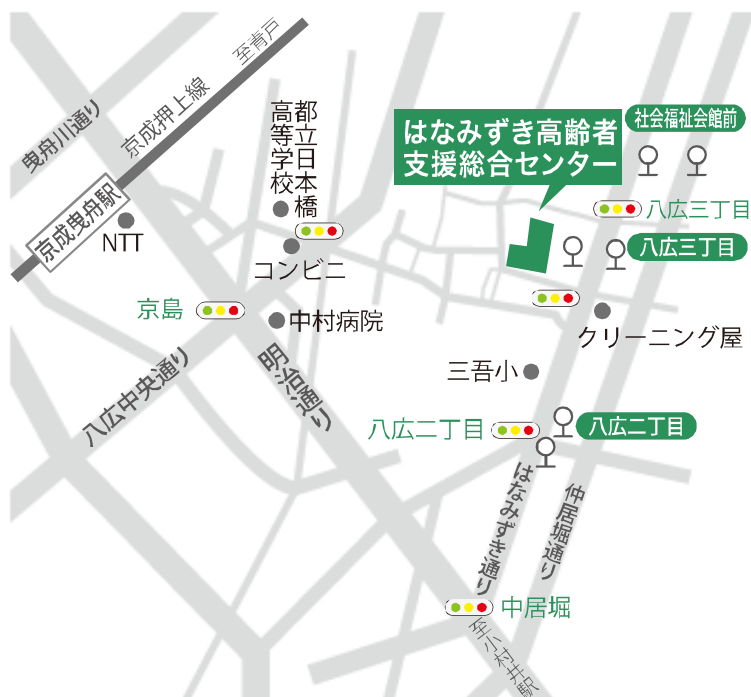 至青戸
京成押上線
曳舟川通り
京成曳舟駅
NTT
都立日本橋
高等学校
コンビニ
はなみずき高齢者
支援総合センター
社会福祉会館前
八広三丁目
八広三丁目
京島
中村病院
クリーニング屋
八広中央通り
明治通り
三吾小
八広二丁目
八広二丁目
はなみずき通り
仲居堀通り
中居堀
至小村井駅